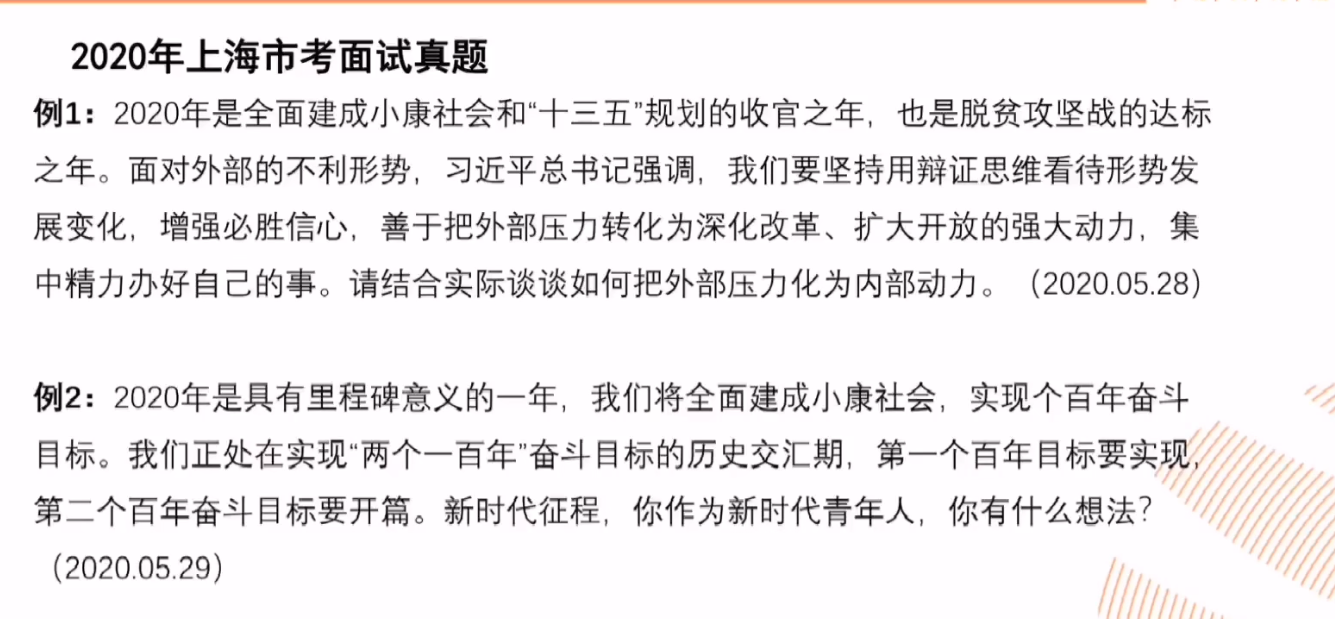 2020年上海市考面试真题
例1：2020年是全面建成小康社会和“十三五”规划的收官之年，也是脱贫攻坚战的达标
之年。面对外部的不利形势，习近平总书记强调，我们要坚持用辩证思维看待形势发
展变化，增强必胜信心，善于把外部压力转化为深化改革、扩大开放的强大动力，集
中精力办好自己的事。请结合实际谈谈如何把外部压力化为内部动力。（2020.05.28）
例2：2020年是具有里程碑意义的一年，我们将全面建成小康社会，实现个百年奋斗
目标。我们正处在实现“两个一百年”奋斗目标的历史交汇期，第一个百年目标要实现，
第二个百年奋斗目标要开篇。新时代征程，你作为新时代青年人，你有什么想法？
（2020.05.29）